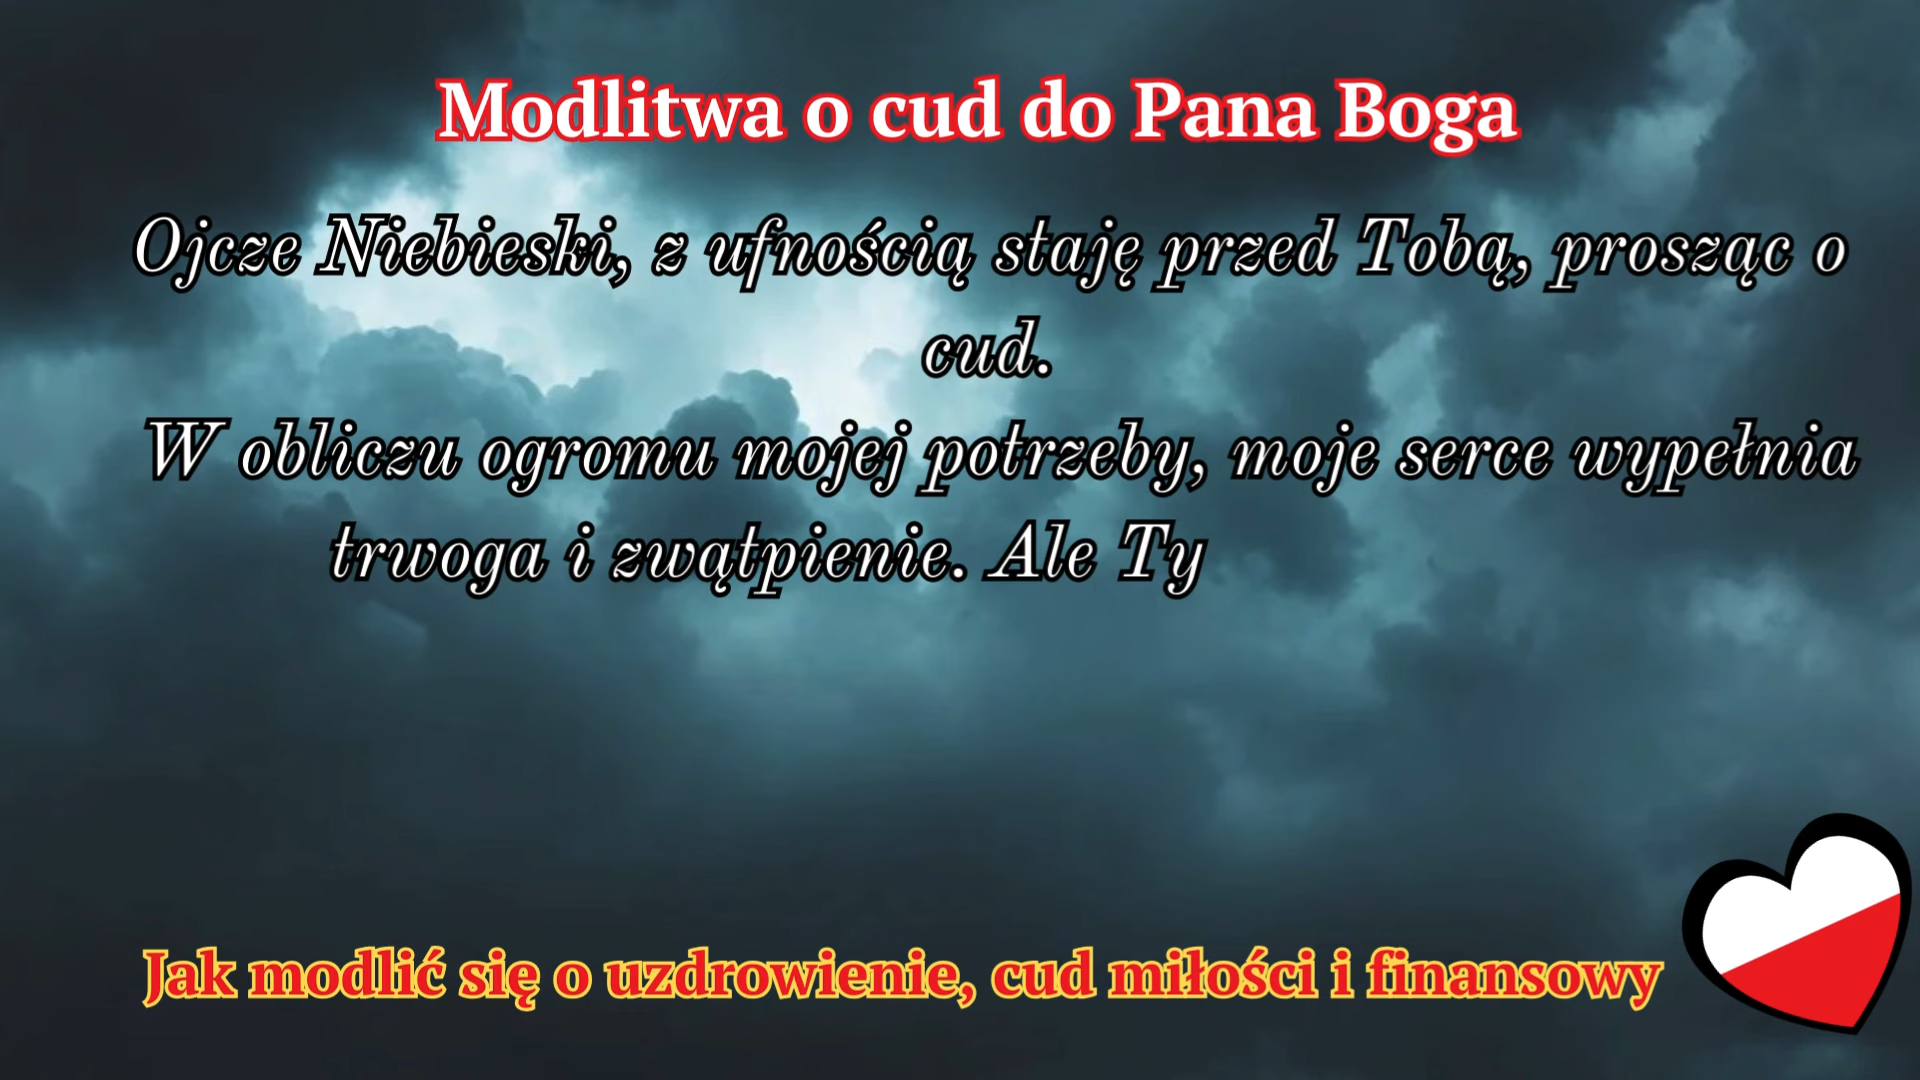 Modlitwa o cud do Pana Boga
Ojcze Niebieski, z ufnością staję przed Tobą, prosząc o
cud.
W obliczu ogromu mojej potrzeby, moje serce wypełnia
trwoga i zwątpienie. Ale Ty
Jak modlić się o uzdrowienie, cud miłości i finansowy